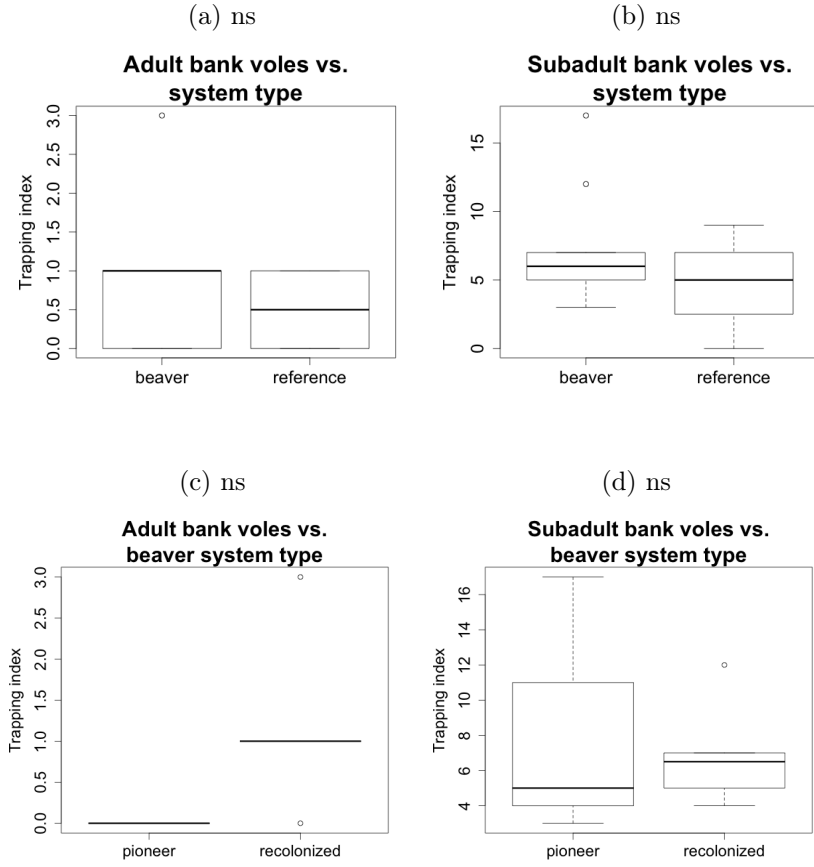 (a) ns
Adult bank voles vs.
system type
Trapping index
3.0
2.5
2.0
1.5
1.0
0.5
0.0
beaver reference
(b) ns
Subadult bank voles vs.
system type
Trapping index
15
10
5
0
beaver reference
(c) ns
Adult bank voles vs.
beaver system type
Trapping index
3.0
2.5
2.0
1.5
1.0
0.5
0.0
pioneer recolonized
(d) ns
Subadult bank voles vs.
beaver system type
Trapping index
16
14
12
10
8
6
4
pioneer recolonized